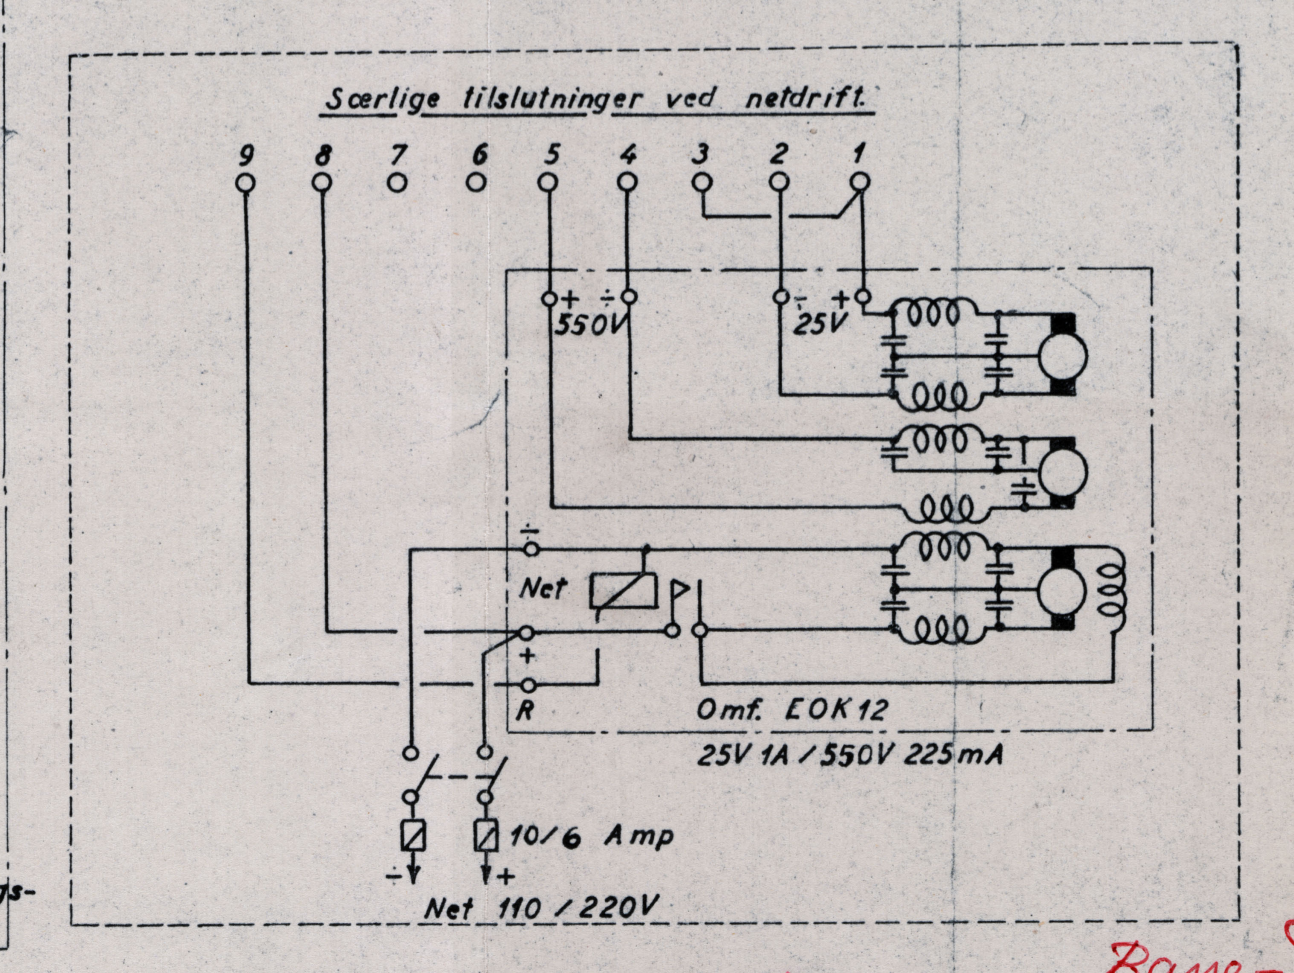 Særlige tilslutninger ved netdrift.
9 8 7 6 5 4 3 2 1
+ ÷ ÷ +
550V 25V
÷
Net
+
R
Omf. EOK12
25V 1A / 550V 225mA
10/6 Amp
÷ +
Net 110 / 220V